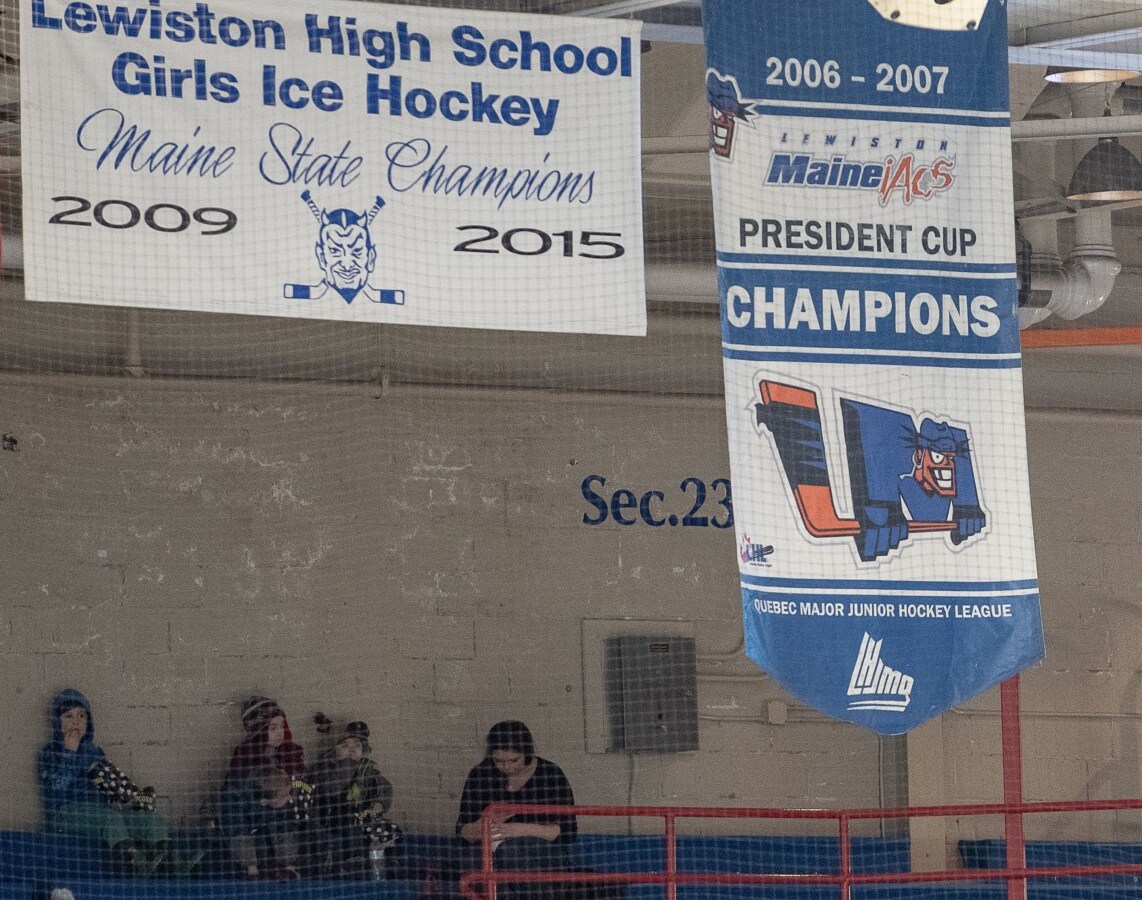 Lewiston High School
Girls Ice Hockey
Maine State Champions
2009
2015
2006 - 2007
LEWISTON
MAINEiACS
PRESIDENT CUP
CHAMPIONS
LHL
QUEBEC MAJOR JUNIOR HOCKEY LEAGUE
LHJMQ
Sec.23